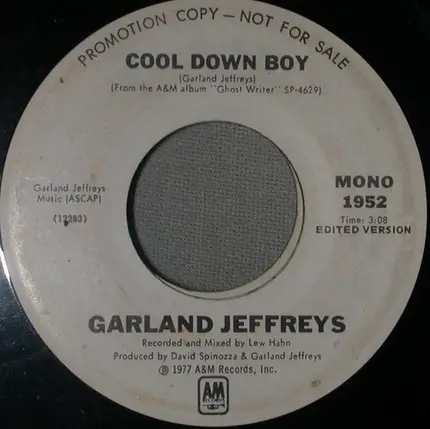 PROMOTION COPY — NOT FOR SALE
COOL DOWN BOY
(Garland Jeffreys)
(From the A&M album "Ghost Writer" SP-4629)
Garland Jeffreys
Music (ASCAP)
(12283)
MONO
1952
Time: 3:08
EDITED VERSION
GARLAND JEFFREYS
Recorded and Mixed by Lew Hahn
Produced by David Spinozza & Garland Jeffreys
℗ 1977 A&M Records, Inc.
AM
RECORDS